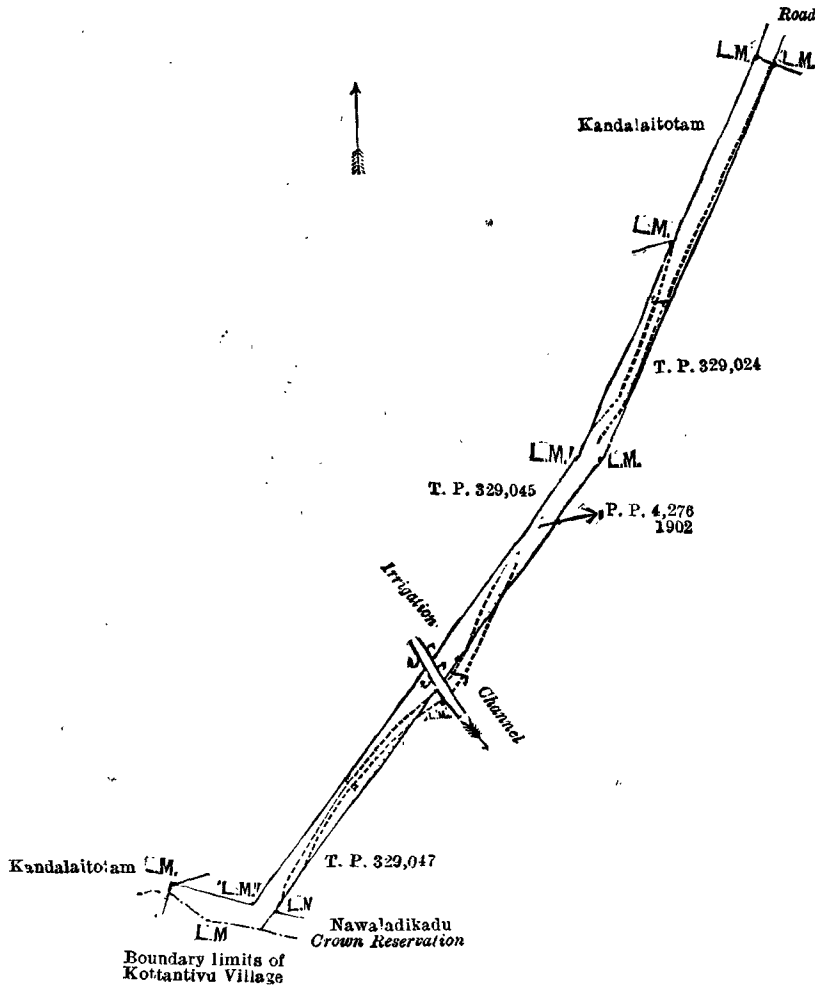 Road
L.M.
L.M.
Kandalaitotam
L.M.
T. P. 329,024
L.M.
L.M.
T. P. 329,045
P. P. 4,276
1902
Irrigation
Channel
L.M.
T. P. 329,047
Kandalaitotam
L.M.
"L.M."
L.M
L.M
Nawaladikadu
Crown Reservation
Boundary limits of
Kottantivu Village